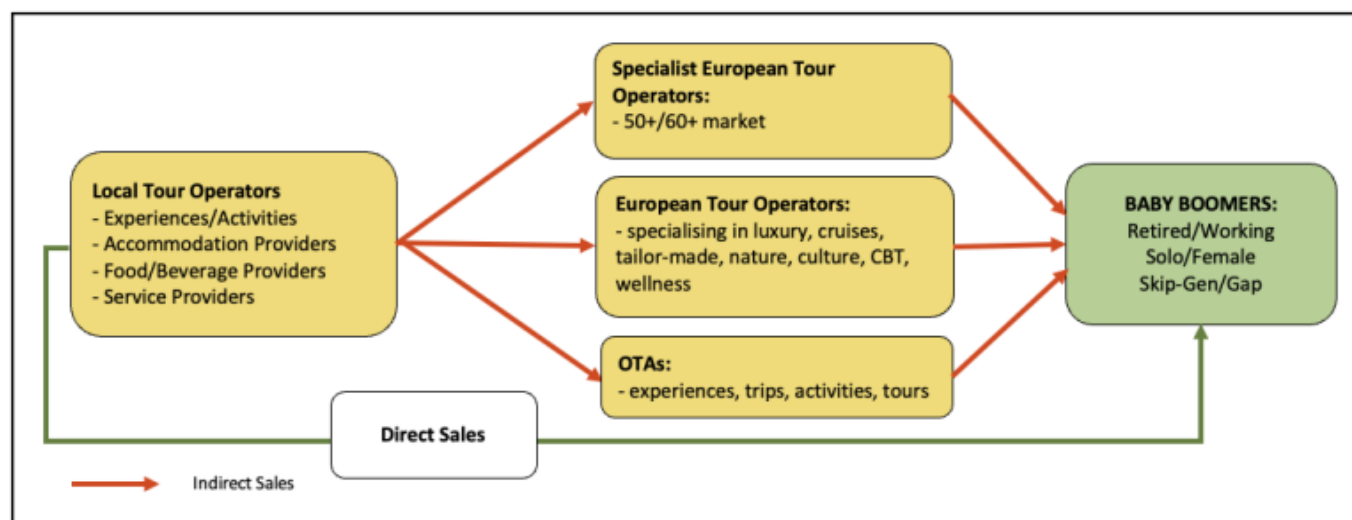 Specialist European Tour
Operators:
- 50+/60+ market
Local Tour Operators
- Experiences/Activities
- Accommodation Providers
- Food/Beverage Providers
- Service Providers
European Tour Operators:
- specialising in luxury, cruises,
tailor-made, nature, culture, CBT,
wellness
BABY BOOMERS:
Retired/Working
Solo/Female
Skip-Gen/Gap
OTAs:
- experiences, trips, activities, tours
Direct Sales
Indirect Sales